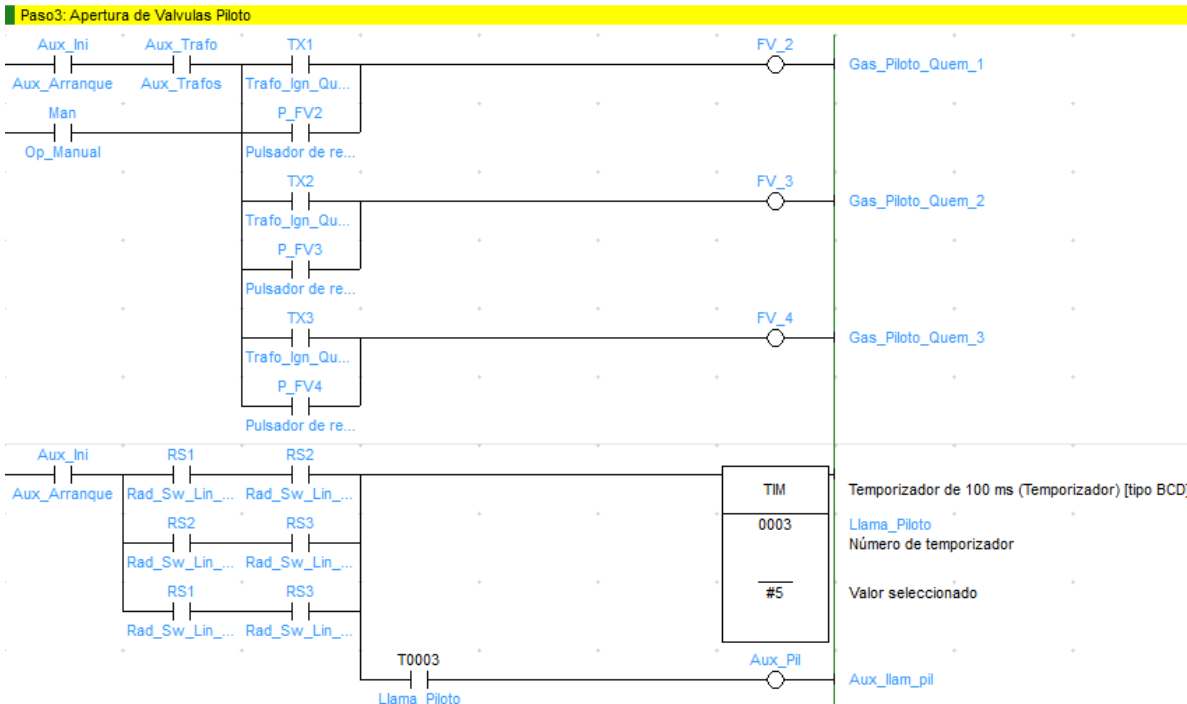 Paso3: Apertura de Valvulas Piloto
Aux_Ini Aux_Trafo TX1 FV_2
Gas_Piloto_Quem_1
Aux_Arranque Aux_Trafos Trafo_Ign_Qu...
Man P_FV2
Op_Manual Pulsador de re...
TX2 FV_3
Gas_Piloto_Quem_2
Trafo_Ign_Qu...
P_FV3
Pulsador de re...
TX3 FV_4
Gas_Piloto_Quem_3
Trafo_Ign_Qu...
P_FV4
Pulsador de re...
Aux_Ini RS1 RS2
Aux_Arranque Rad_Sw_Lin_... Rad_Sw_Lin_... TIM Temporizador de 100 ms (Temporizador) [tipo BCD]
RS2 RS3 0003 Llama_Piloto
Número de temporizador
Rad_Sw_Lin_... Rad_Sw_Lin_...
RS1 RS3 #5 Valor seleccionado
Rad_Sw_Lin_... Rad_Sw_Lin_...
T0003 Aux_Pil
Aux_llam_pil
Llama_Piloto